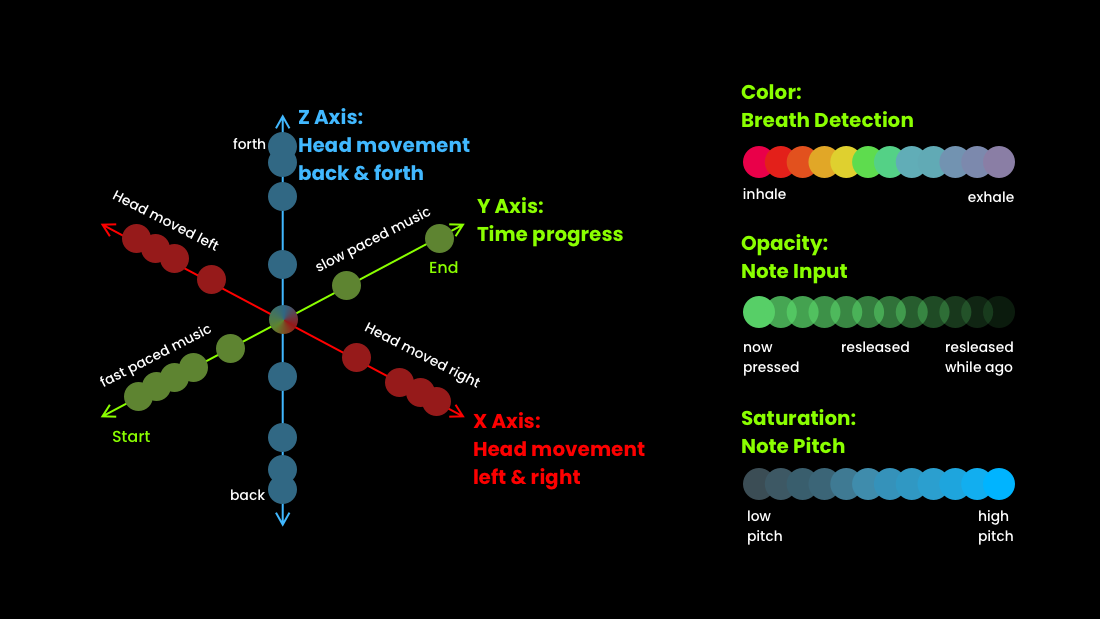 Z Axis:
Head movement
back & forth
forth
Head moved left
slow paced music
Y Axis:
Time progress
End
fast paced music
Head moved right
Start
X Axis:
Head movement
left & right
back
Color:
Breath Detection
inhale
exhale
Opacity:
Note Input
now
pressed
resleased
resleased
while ago
Saturation:
Note Pitch
low
pitch
high
pitch